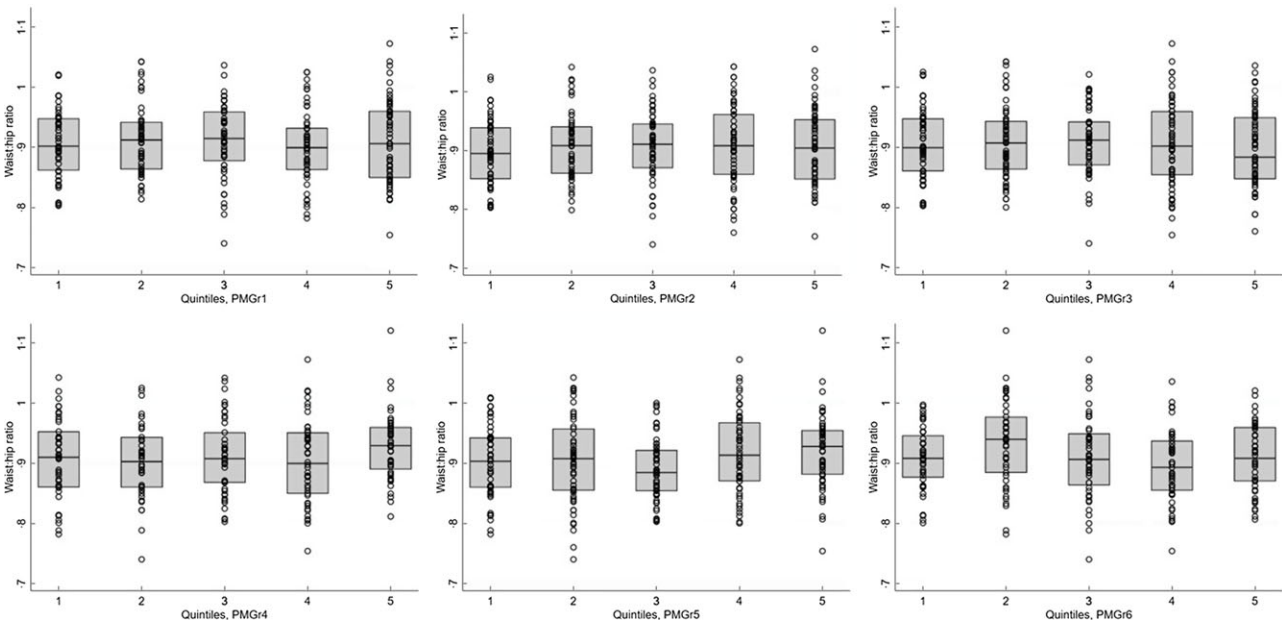 1·1
1
·9
·8
·7
Waist:hip ratio
1 2 3 4 5
Quintiles, PMGr1
1·1
1
·9
·8
·7
Waist:hip ratio
1 2 3 4 5
Quintiles, PMGr2
1·1
1
·9
·8
·7
Waist:hip ratio
1 2 3 4 5
Quintiles, PMGr3
1·1
1
·9
·8
·7
Waist:hip ratio
1 2 3 4 5
Quintiles, PMGr4
1·1
1
·9
·8
·7
Waist:hip ratio
1 2 3 4 5
Quintiles, PMGr5
1·1
1
·9
·8
·7
Waist:hip ratio
1 2 3 4 5
Quintiles, PMGr6